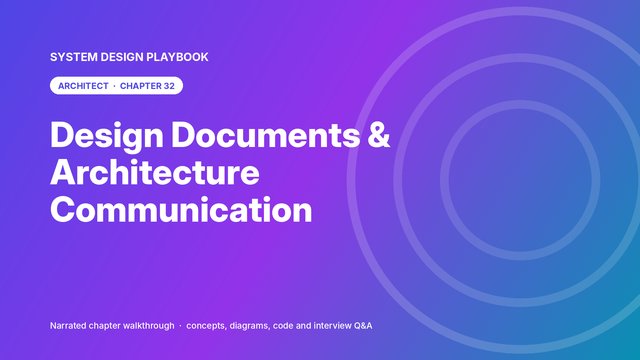 SYSTEM DESIGN PLAYBOOK
ARCHITECT · CHAPTER 32
Design Documents &
Architecture
Communication
Narrated chapter walkthrough · concepts, diagrams, code and interview Q&A